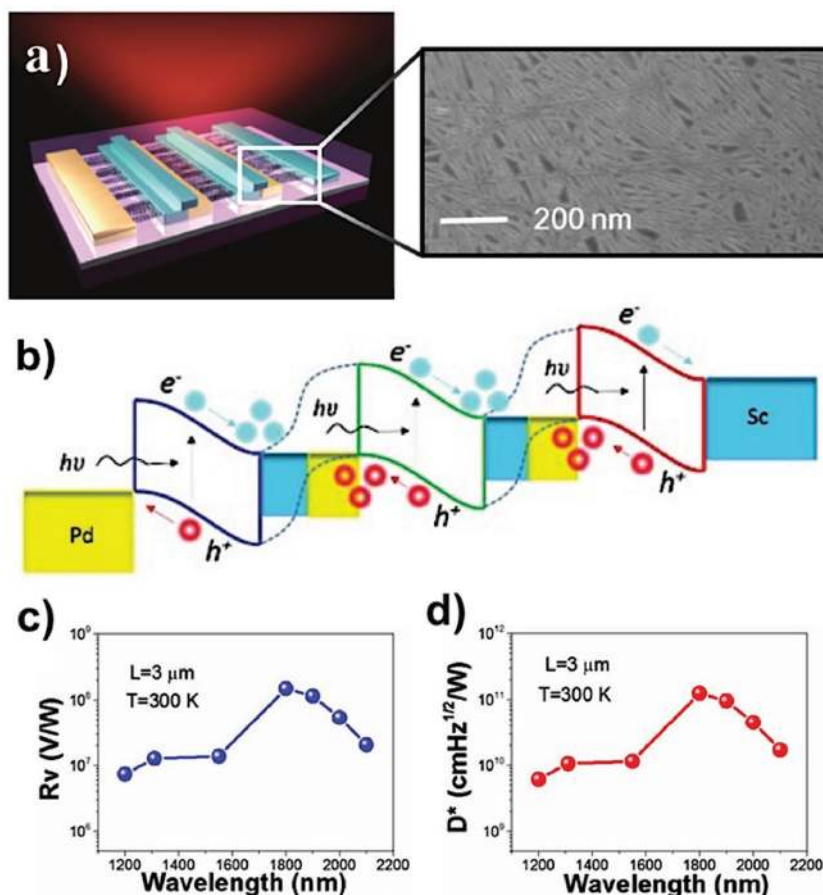 a)
200 nm
b)
e⁻
e⁻
e⁻
hυ
hυ
hυ
Sc
Pd
h⁺
h⁺
h⁺
c)
10⁹
10⁸
10⁷
10⁶
Rv (V/W)
L=3 μm
T=300 K
1200 1400 1600 1800 2000 2200
Wavelength (nm)
d)
10¹²
10¹¹
10¹⁰
10⁹
D* (cmHz¹/²/W)
L=3 μm
T=300 K
1200 1400 1600 1800 2000 2200
Wavelength (nm)